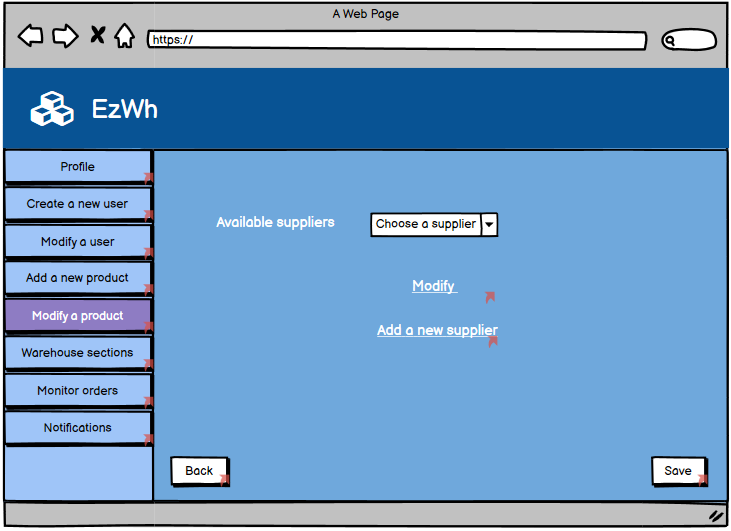 A Web Page
https://
EzWh
Profile
Create a new user
Modify a user
Add a new product
Modify a product
Warehouse sections
Monitor orders
Notifications
Available suppliers
Choose a supplier
Modify
Add a new supplier
Back
Save